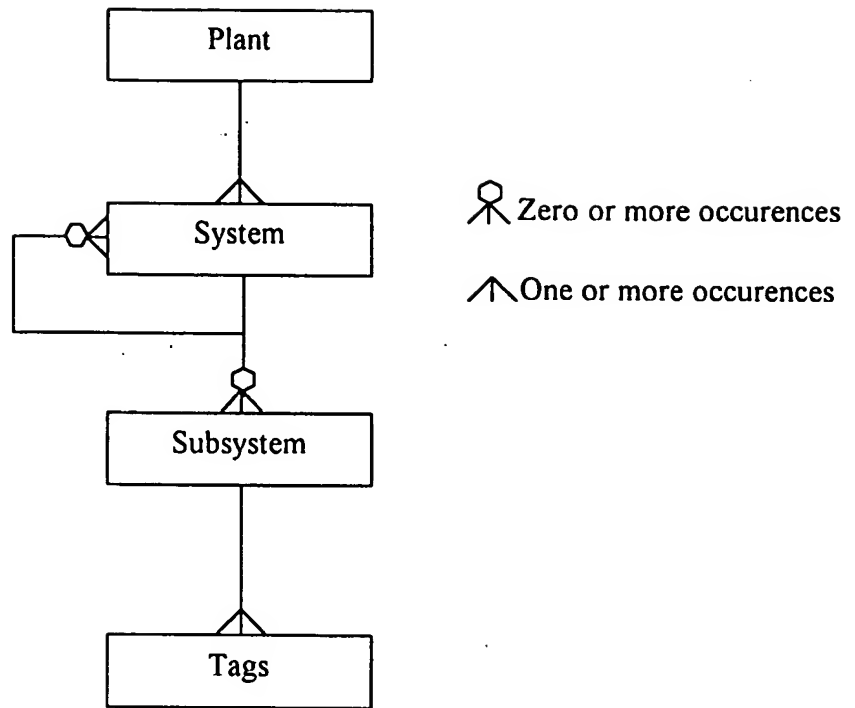 Plant
System
Zero or more occurences
One or more occurences
Subsystem
Tags